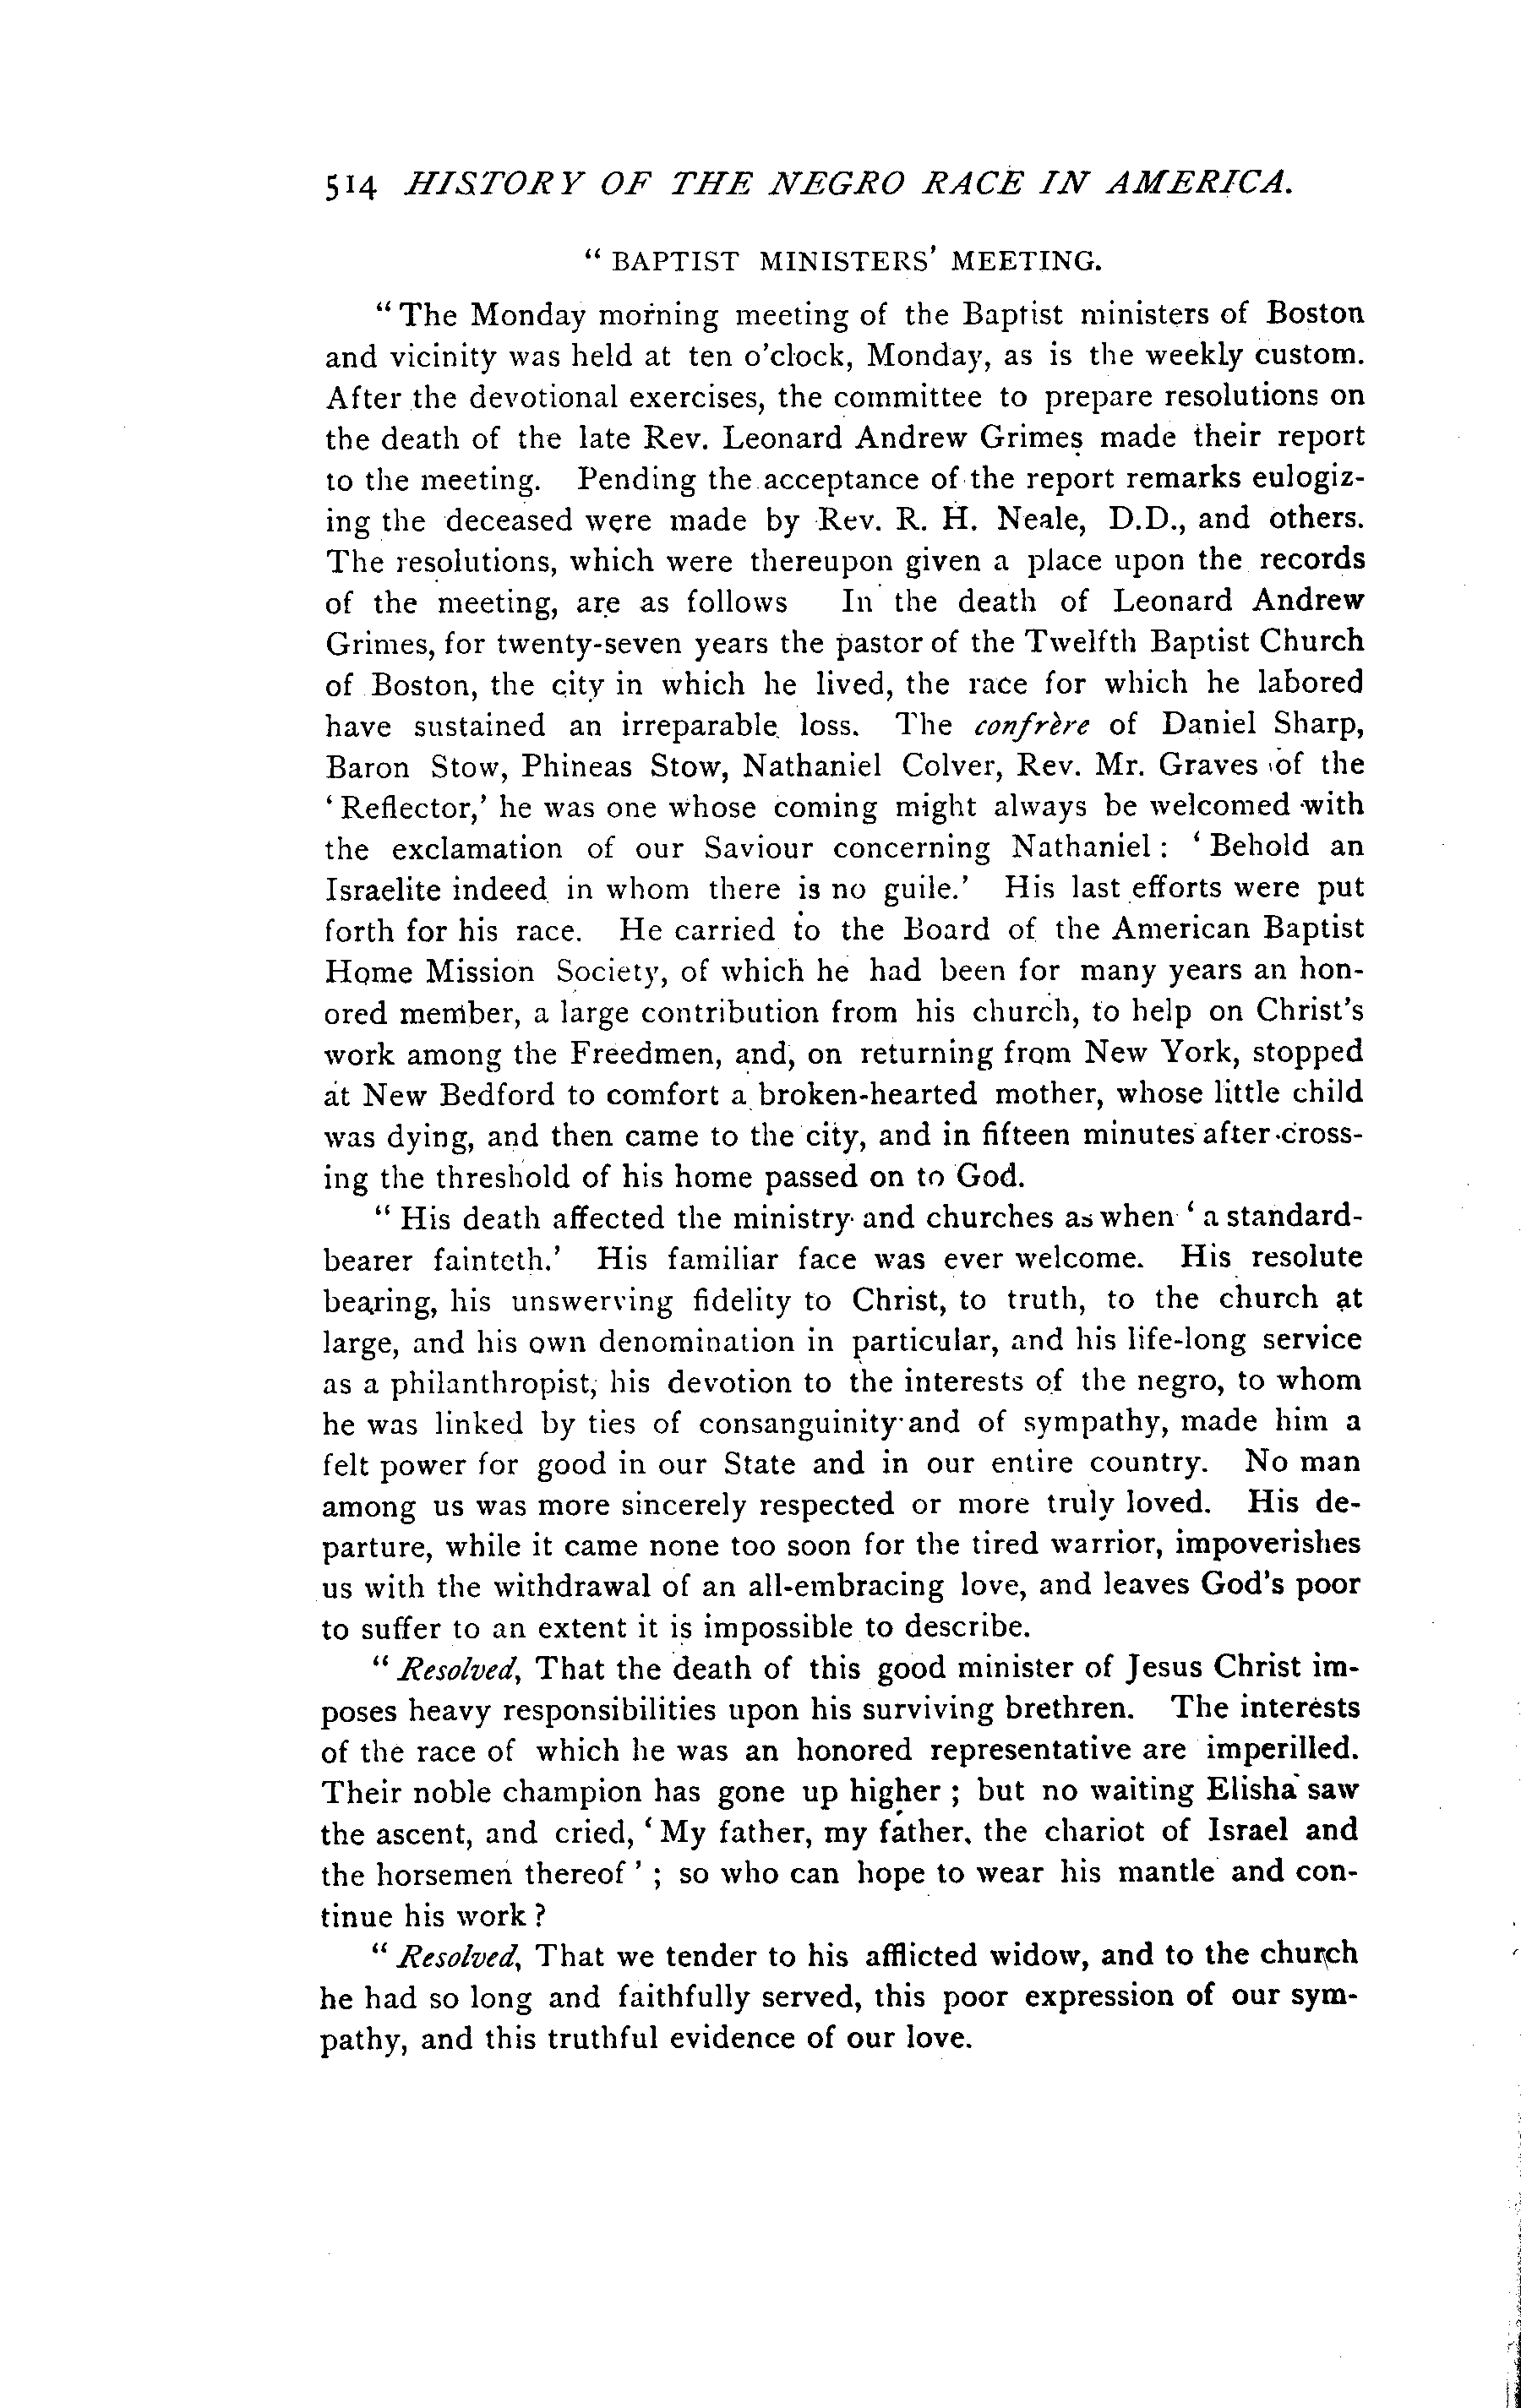 514 HISTORY OF THE NEGRO RACE IN AMERICA.
“ BAPTIST MINISTERS’ MEETING.
“ The Monday morning meeting of the Baptist ministers of Boston
and vicinity was held at ten o’clock, Monday, as is the weekly custom.
After the devotional exercises, the committee to prepare resolutions on
the death of the late Rev. Leonard Andrew Grimes made their report
to the meeting. Pending the acceptance of the report remarks eulogiz-
ing the deceased were made by Rev. R. H. Neale, D.D., and others.
The resolutions, which were thereupon given a place upon the records
of the meeting, are as follows In the death of Leonard Andrew
Grimes, for twenty-seven years the pastor of the Twelfth Baptist Church
of Boston, the city in which he lived, the race for which he labored
have sustained an irreparable loss. The confrère of Daniel Sharp,
Baron Stow, Phineas Stow, Nathaniel Colver, Rev. Mr. Graves of the
‘ Reflector,’ he was one whose coming might always be welcomed with
the exclamation of our Saviour concerning Nathaniel : ‘ Behold an
Israelite indeed in whom there is no guile.’ His last efforts were put
forth for his race. He carried to the Board of the American Baptist
Home Mission Society, of which he had been for many years an hon-
ored member, a large contribution from his church, to help on Christ’s
work among the Freedmen, and, on returning from New York, stopped
at New Bedford to comfort a broken-hearted mother, whose little child
was dying, and then came to the city, and in fifteen minutes after cross-
ing the threshold of his home passed on to God.
“ His death affected the ministry and churches as when ‘ a standard-
bearer fainteth.’ His familiar face was ever welcome. His resolute
bearing, his unswerving fidelity to Christ, to truth, to the church at
large, and his own denomination in particular, and his life-long service
as a philanthropist, his devotion to the interests of the negro, to whom
he was linked by ties of consanguinity and of sympathy, made him a
felt power for good in our State and in our entire country. No man
among us was more sincerely respected or more truly loved. His de-
parture, while it came none too soon for the tired warrior, impoverishes
us with the withdrawal of an all-embracing love, and leaves God’s poor
to suffer to an extent it is impossible to describe.
“ Resolved, That the death of this good minister of Jesus Christ im-
poses heavy responsibilities upon his surviving brethren. The interests
of the race of which he was an honored representative are imperilled.
Their noble champion has gone up higher ; but no waiting Elisha saw
the ascent, and cried, ‘ My father, my father, the chariot of Israel and
the horsemen thereof ’ ; so who can hope to wear his mantle and con-
tinue his work ?
“ Resolved, That we tender to his afflicted widow, and to the church
he had so long and faithfully served, this poor expression of our sym-
pathy, and this truthful evidence of our love.